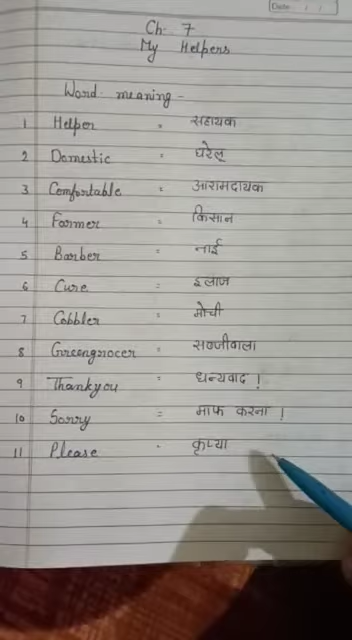 Date : / /
Ch. 7
My Helpers
Word meaning -
1 Helper = सहायक
2 Domestic = घरेलू
3 Comfortable = आरामदायक
4 Farmer = किसान
5 Barber = नाई
6 Cure = इलाज
7 Cobbler = मोची
8 Greengrocer = सब्जीवाला
9 Thankyou = धन्यवाद !
10 Sorry = माफ करना !
11 Please = कृप्या